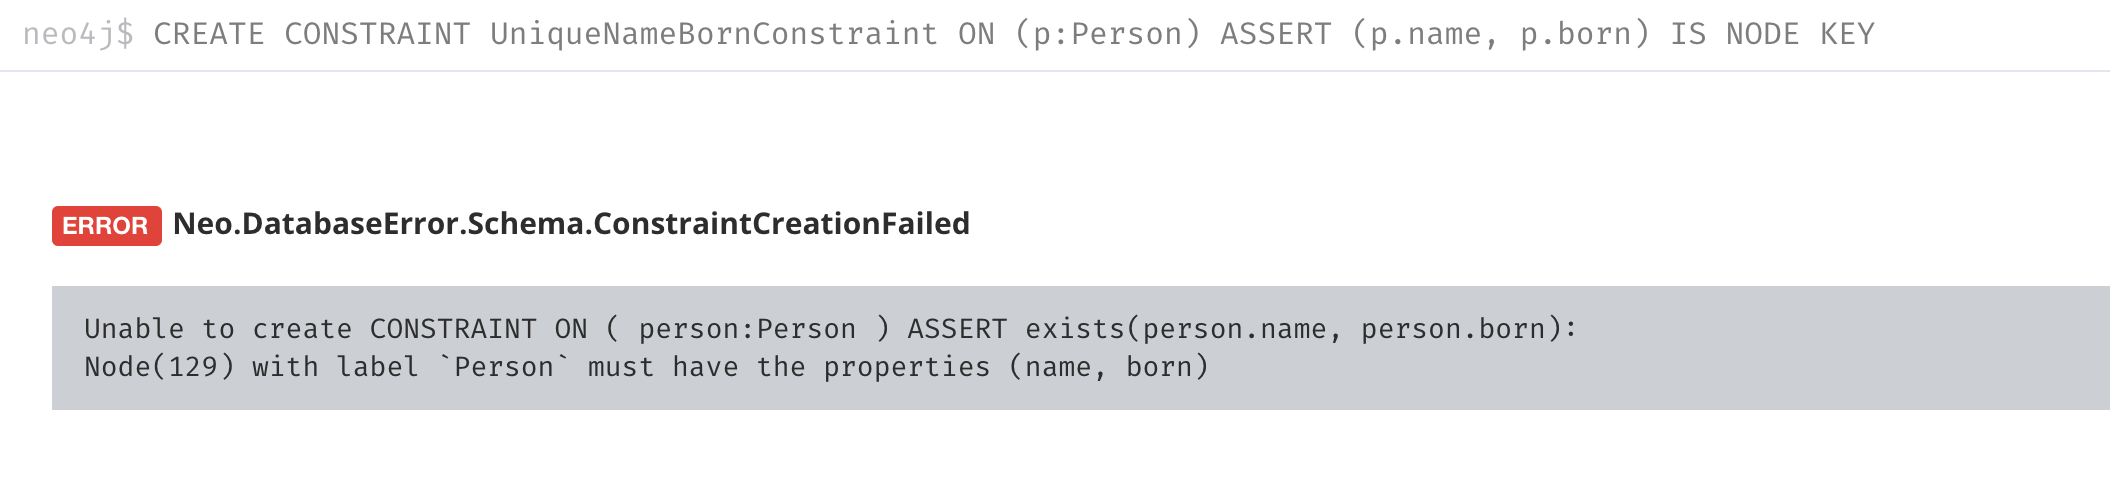 neo4j$ CREATE CONSTRAINT UniqueNameBornConstraint ON (p:Person) ASSERT (p.name, p.born) IS NODE KEY
ERROR Neo.DatabaseError.Schema.ConstraintCreationFailed
Unable to create CONSTRAINT ON ( person:Person ) ASSERT exists(person.name, person.born):
Node(129) with label `Person` must have the properties (name, born)